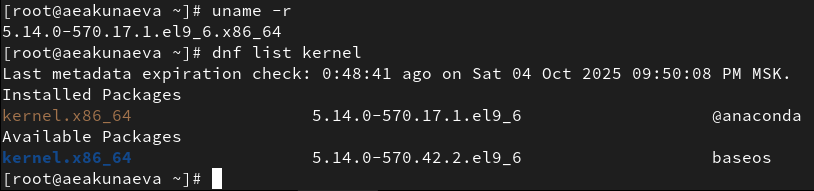 [root@aeakunaeva ~]# uname -r
5.14.0-570.17.1.el9_6.x86_64
[root@aeakunaeva ~]# dnf list kernel
Last metadata expiration check: 0:48:41 ago on Sat 04 Oct 2025 09:50:08 PM MSK.
Installed Packages
kernel.x86_64 5.14.0-570.17.1.el9_6 @anaconda
Available Packages
kernel.x86_64 5.14.0-570.42.2.el9_6 baseos
[root@aeakunaeva ~]#